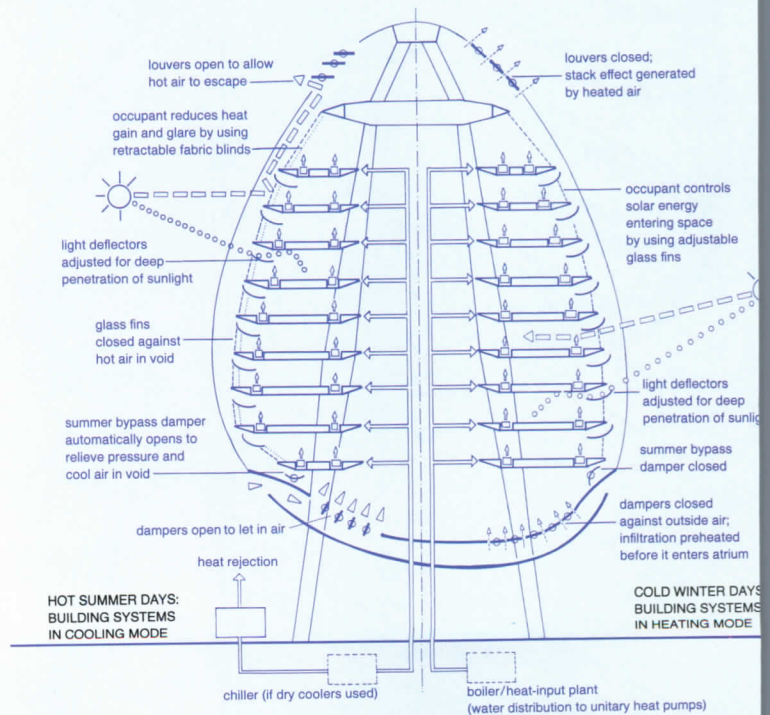 louvers open to allow
hot air to escape
occupant reduces heat
gain and glare by using
retractable fabric blinds
light deflectors
adjusted for deep
penetration of sunlight
glass fins
closed against
hot air in void
summer bypass damper
automatically opens to
relieve pressure and
cool air in void
dampers open to let in air
heat rejection
HOT SUMMER DAYS:
BUILDING SYSTEMS
IN COOLING MODE
chiller (if dry coolers used)
louvers closed;
stack effect generated
by heated air
occupant controls
solar energy
entering space
by using adjustable
glass fins
light deflectors
adjusted for deep
penetration of sunlig
summer bypass
damper closed
dampers closed
against outside air;
infiltration preheated
before it enters atrium
COLD WINTER DAYS
BUILDING SYSTEMS
IN HEATING MODE
boiler/heat-input plant
(water distribution to unitary heat pumps)